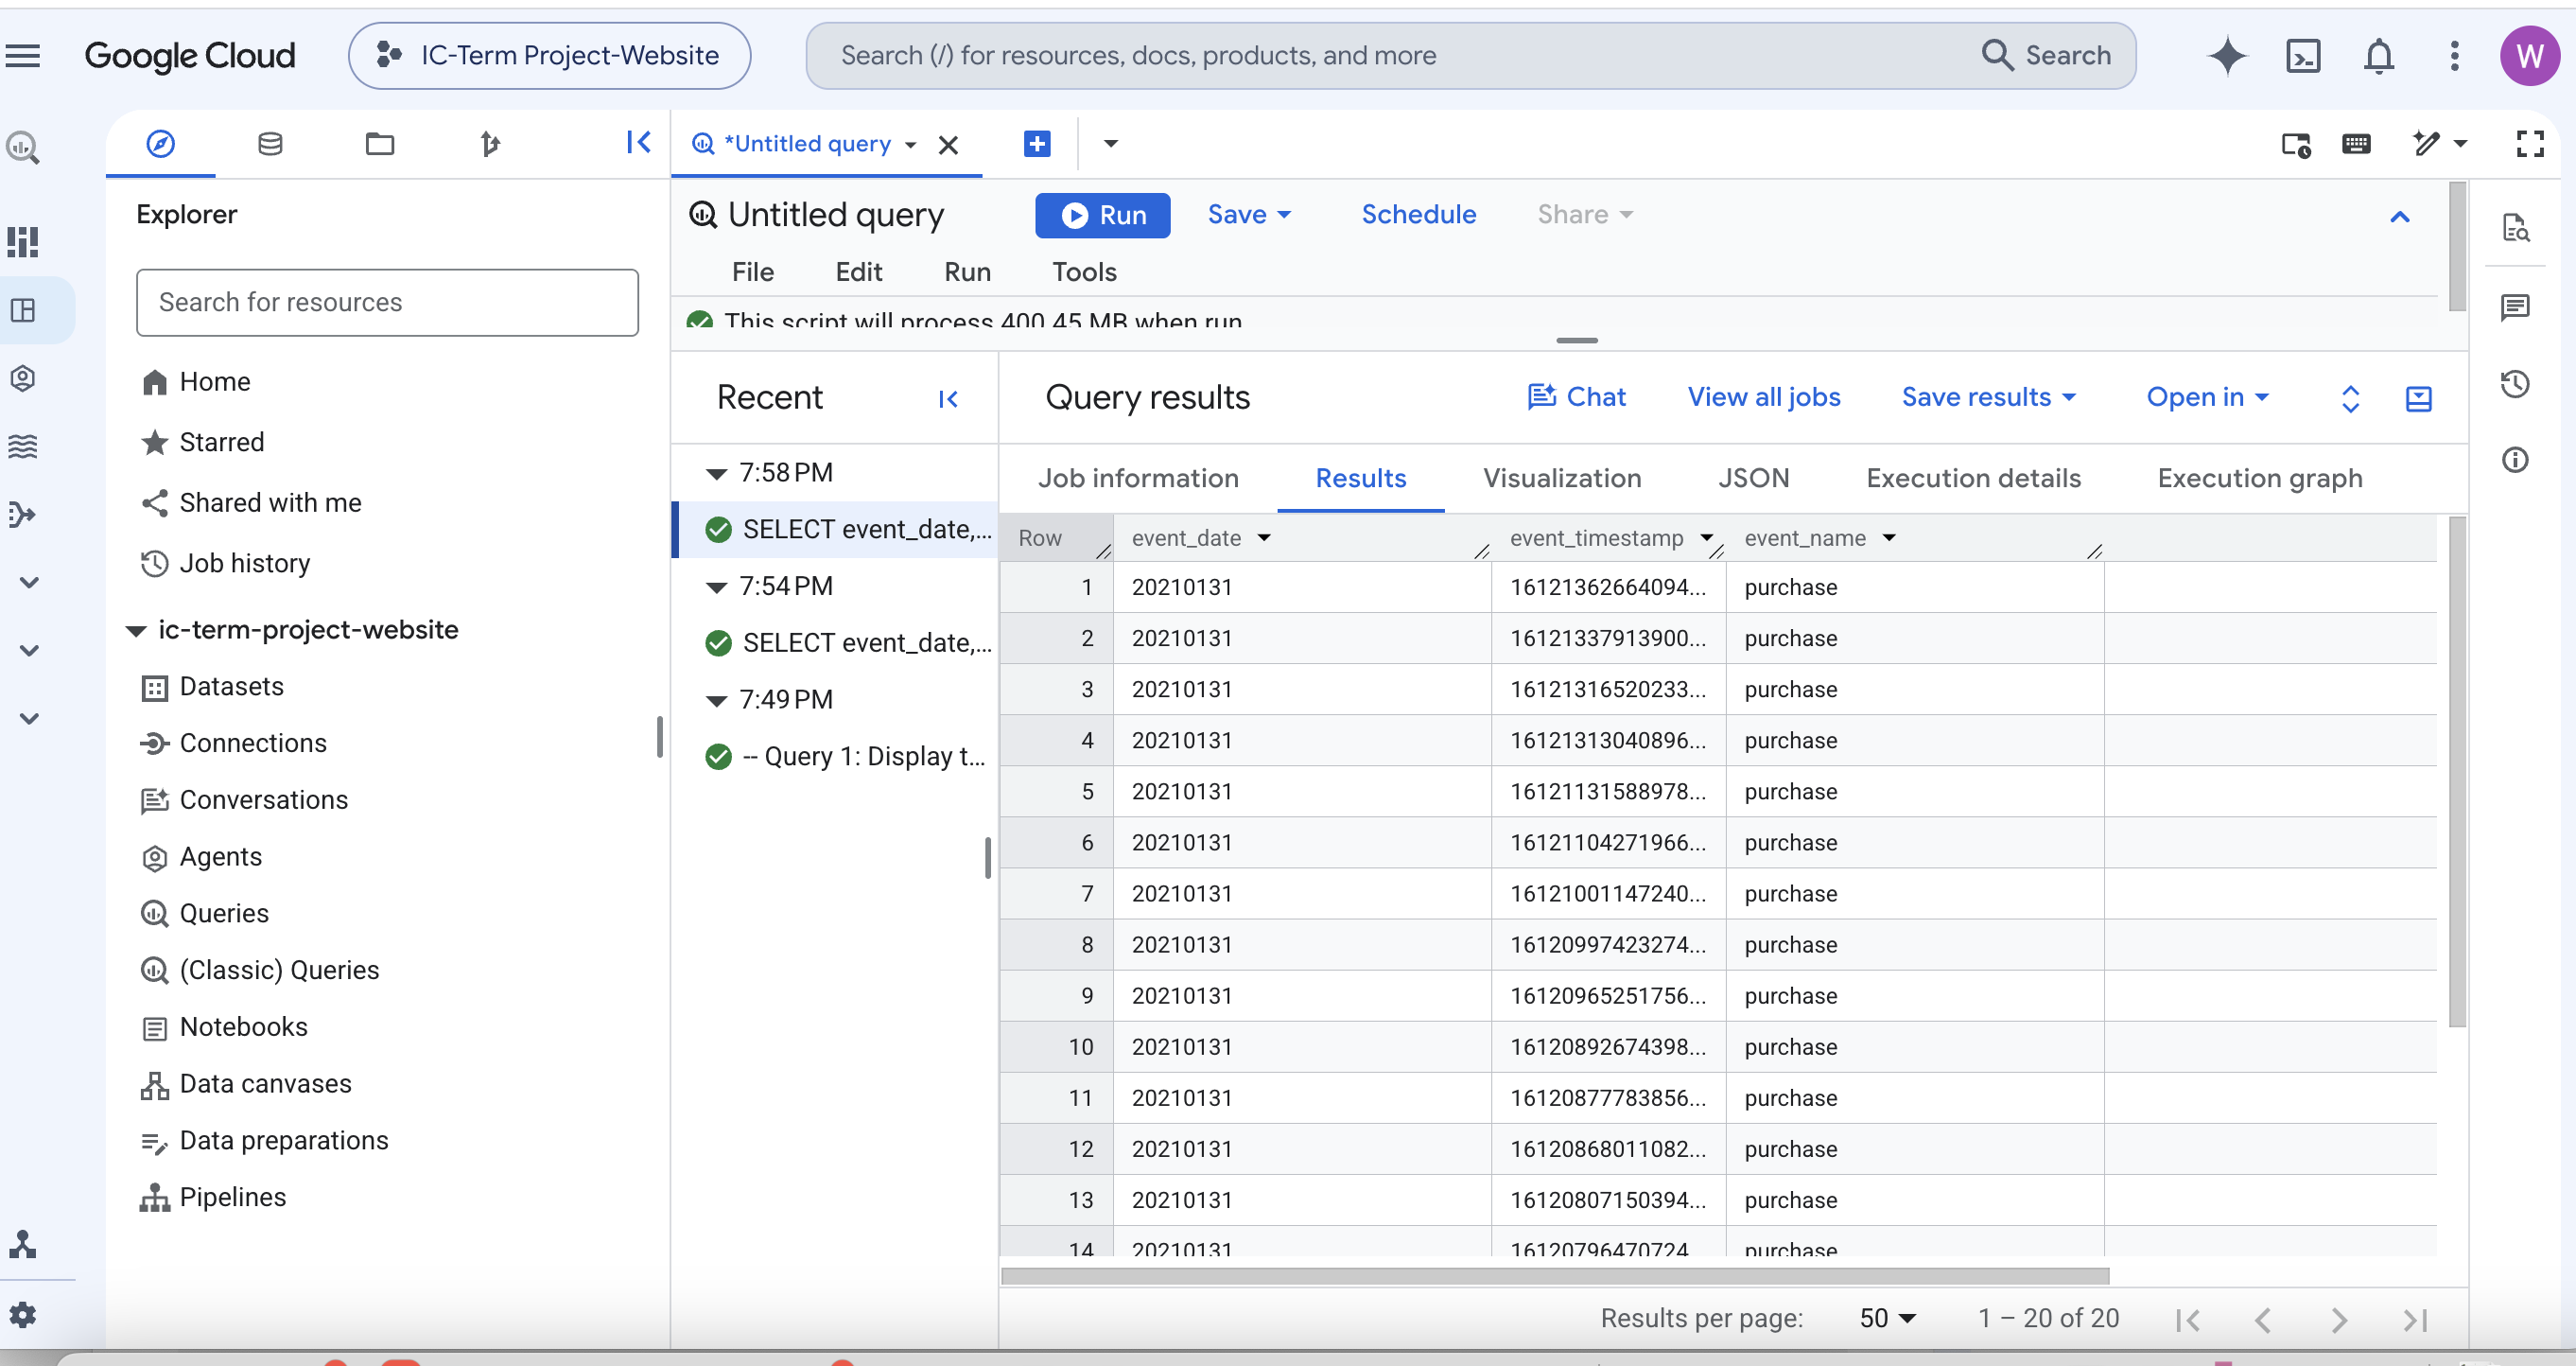 Google Cloud
IC-Term Project-Website
Search (/) for resources, docs, products, and more
Search
W
*Untitled query
Explorer
Untitled query
Run
Save
Schedule
Share
File
Edit
Run
Tools
Search for resources
This script will process 400.45 MB when run
Home
Starred
Shared with me
Job history
ic-term-project-website
Datasets
Connections
Conversations
Agents
Queries
(Classic) Queries
Notebooks
Data canvases
Data preparations
Pipelines
Recent
7:58 PM
SELECT event_date,...
7:54 PM
SELECT event_date,...
7:49 PM
-- Query 1: Display t...
Query results
Chat
View all jobs
Save results
Open in
Job information
Results
Visualization
JSON
Execution details
Execution graph
Row event_date event_timestamp event_name
1 20210131 16121362664094... purchase
2 20210131 16121337913900... purchase
3 20210131 16121316520233... purchase
4 20210131 16121313040896... purchase
5 20210131 16121131588978... purchase
6 20210131 16121104271966... purchase
7 20210131 16121001147240... purchase
8 20210131 16120997423274... purchase
9 20210131 16120965251756... purchase
10 20210131 16120892674398... purchase
11 20210131 16120877783856... purchase
12 20210131 16120868011082... purchase
13 20210131 16120807150394... purchase
14 20210131 16120796470724 purchase
Results per page:
50
1 – 20 of 20